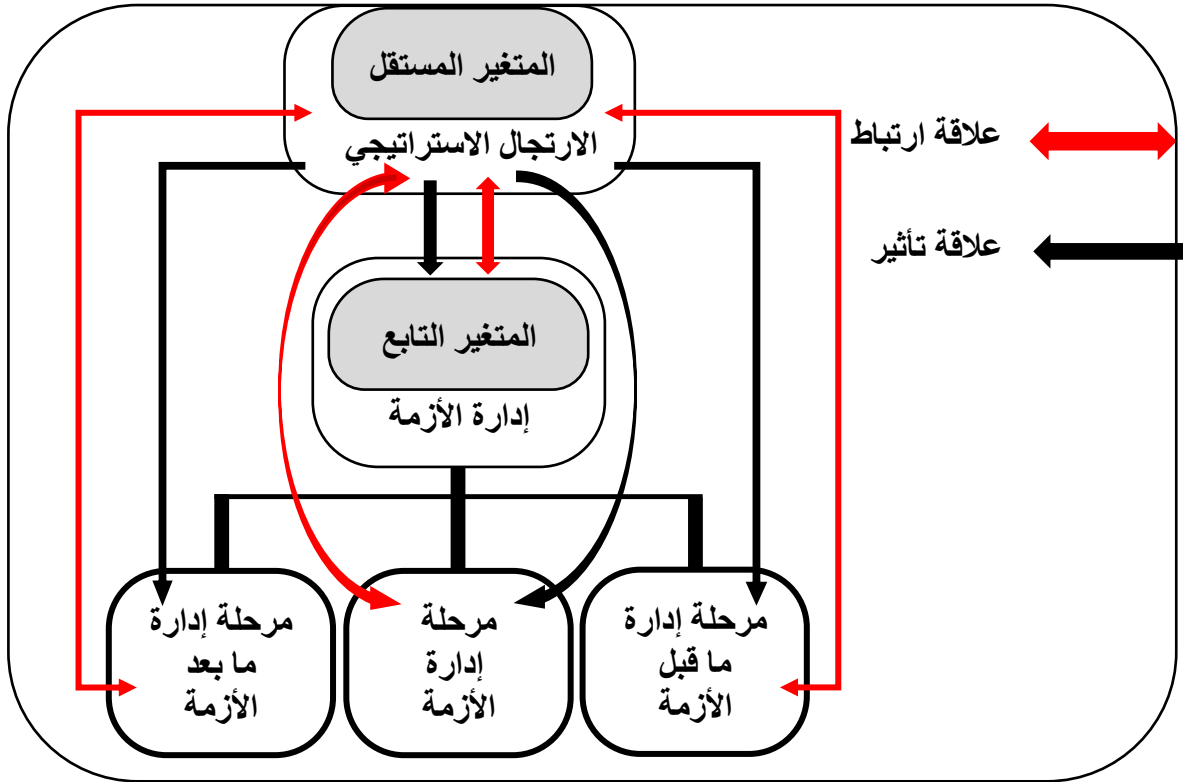 المتغير المستقل
الارتجال الاستراتيجي
علاقة ارتباط
علاقة تأثير
المتغير التابع
إدارة الأزمة
مرحلة إدارة
ما قبل
الأزمة
مرحلة
إدارة
الأزمة
مرحلة إدارة
ما بعد
الأزمة